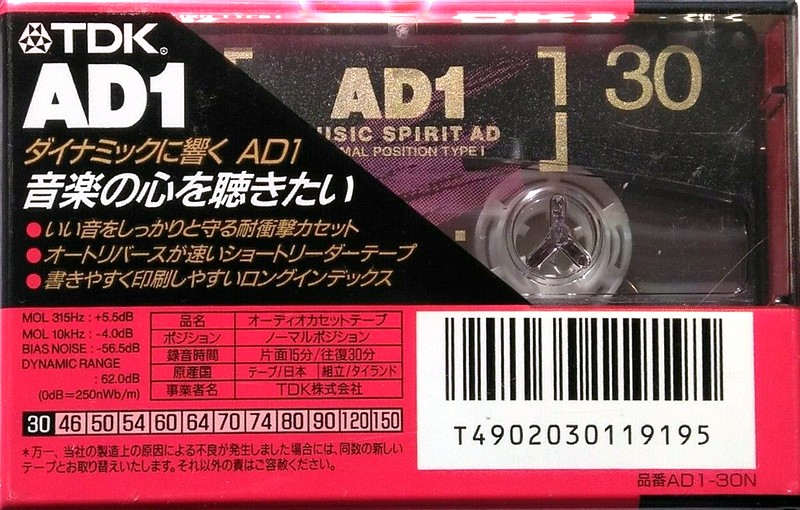 TDK
AD1
ダイナミックに響く AD1
音楽の心を聴きたい
●いい音をしっかりと守る耐衝撃カセット
●オートリバースが速いショートリーダーテープ
●書きやすく印刷しやすいロングインデックス
AD1
30
MUSIC SPIRIT AD
MAL POSITION TYPE I
MOL 315Hz : +5.5dB
MOL 10kHz : -4.0dB
BIAS NOISE : -56.5dB
DYNAMIC RANGE
: 62.0dB
(0dB=250nWb/m)
品名 オーディオカセットテープ
ポジション ノーマルポジション
録音時間 片面15分/往復30分
原産国 テープ/日本 組立/タイランド
事業者名 TDK株式会社
30 46 50 54 60 64 70 74 80 90 120 150
*万一、当社の製造上の原因による不良が発生しました場合には、同数の新しい
テープとお取り替えいたします。それ以外の責はご容赦ください。
T4902030119195
品番AD1-30N